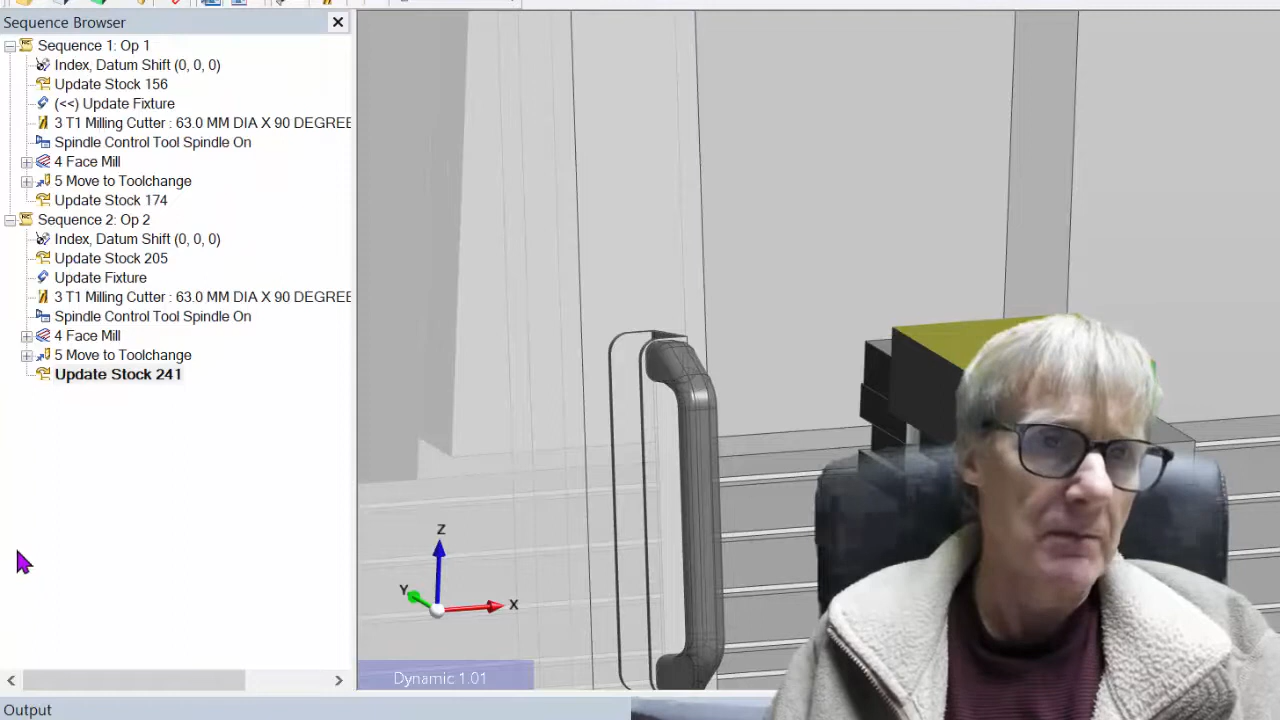 Sequence Browser
Sequence 1: Op 1
Index, Datum Shift (0, 0, 0)
Update Stock 156
(<<) Update Fixture
3 T1 Milling Cutter : 63.0 MM DIA X 90 DEGREE
Spindle Control Tool Spindle On
4 Face Mill
5 Move to Toolchange
Update Stock 174
Sequence 2: Op 2
Index, Datum Shift (0, 0, 0)
Update Stock 205
Update Fixture
3 T1 Milling Cutter : 63.0 MM DIA X 90 DEGREE
Spindle Control Tool Spindle On
4 Face Mill
5 Move to Toolchange
Update Stock 241
Z
Y
X
Dynamic 1.01
Output